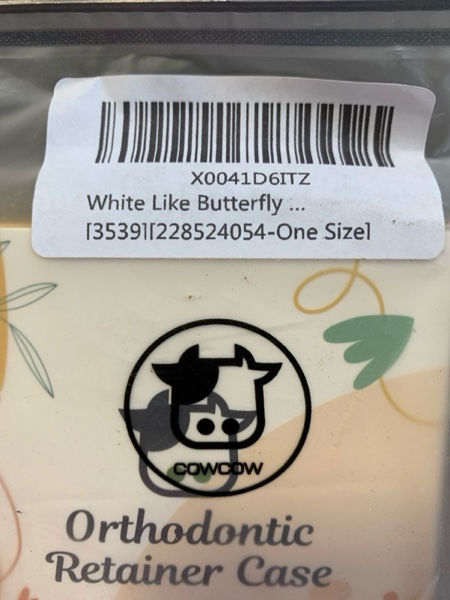 X0041D6ITZ
White Like Butterfly ...
[3539][228524054-One Size]
COWCOW
Orthodontic
Retainer Case